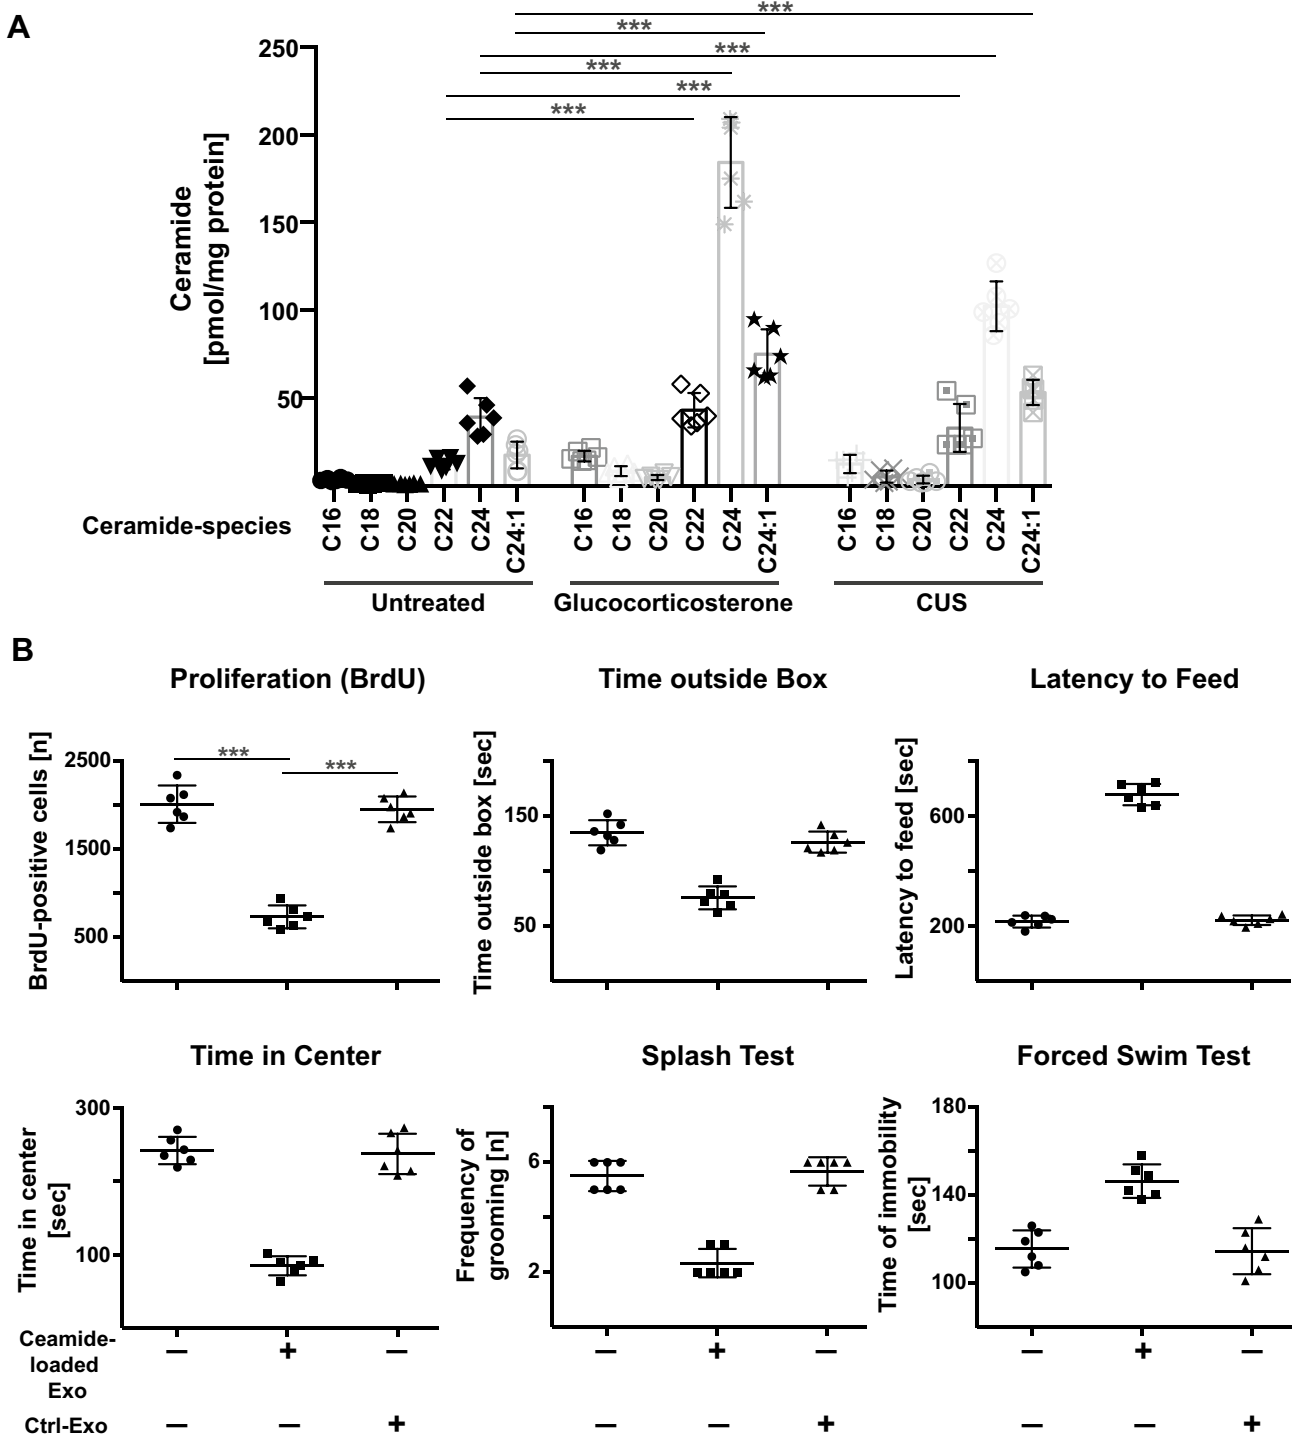 A
***
***
***
***
***
***
250
200
150
100
50
Ceramide
[pmol/mg protein]
Ceramide-species
C16 C18 C20 C22 C24 C24:1 C16 C18 C20 C22 C24 C24:1 C16 C18 C20 C22 C24 C24:1
Untreated Glucocorticosterone CUS
B
Proliferation (BrdU) Time outside Box Latency to Feed
BrdU-positive cells [n]
2500
1500
500
***
***
Time outside box [sec]
150
50
Latency to feed [sec]
600
200
Time in Center Splash Test Forced Swim Test
Time in center
[sec]
300
100
Frequency of
grooming [n]
6
2
Time of immobility
[sec]
180
140
100
Ceamide-
loaded
Exo
— + — — + — — + —
Ctrl-Exo — — + — — + — — +